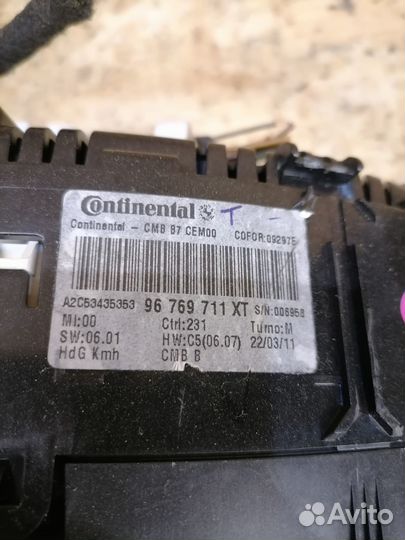 Continental T -
Continental - CMB B7 CEM00 COFOR:09297E
A2C53435353 96 769 711 XT S/N:006958
MI:00 Ctrl:231 Turno:M
SW:06.01 HW:C5(06.07) 22/03/11
HdG Kmh CMB B
Avito